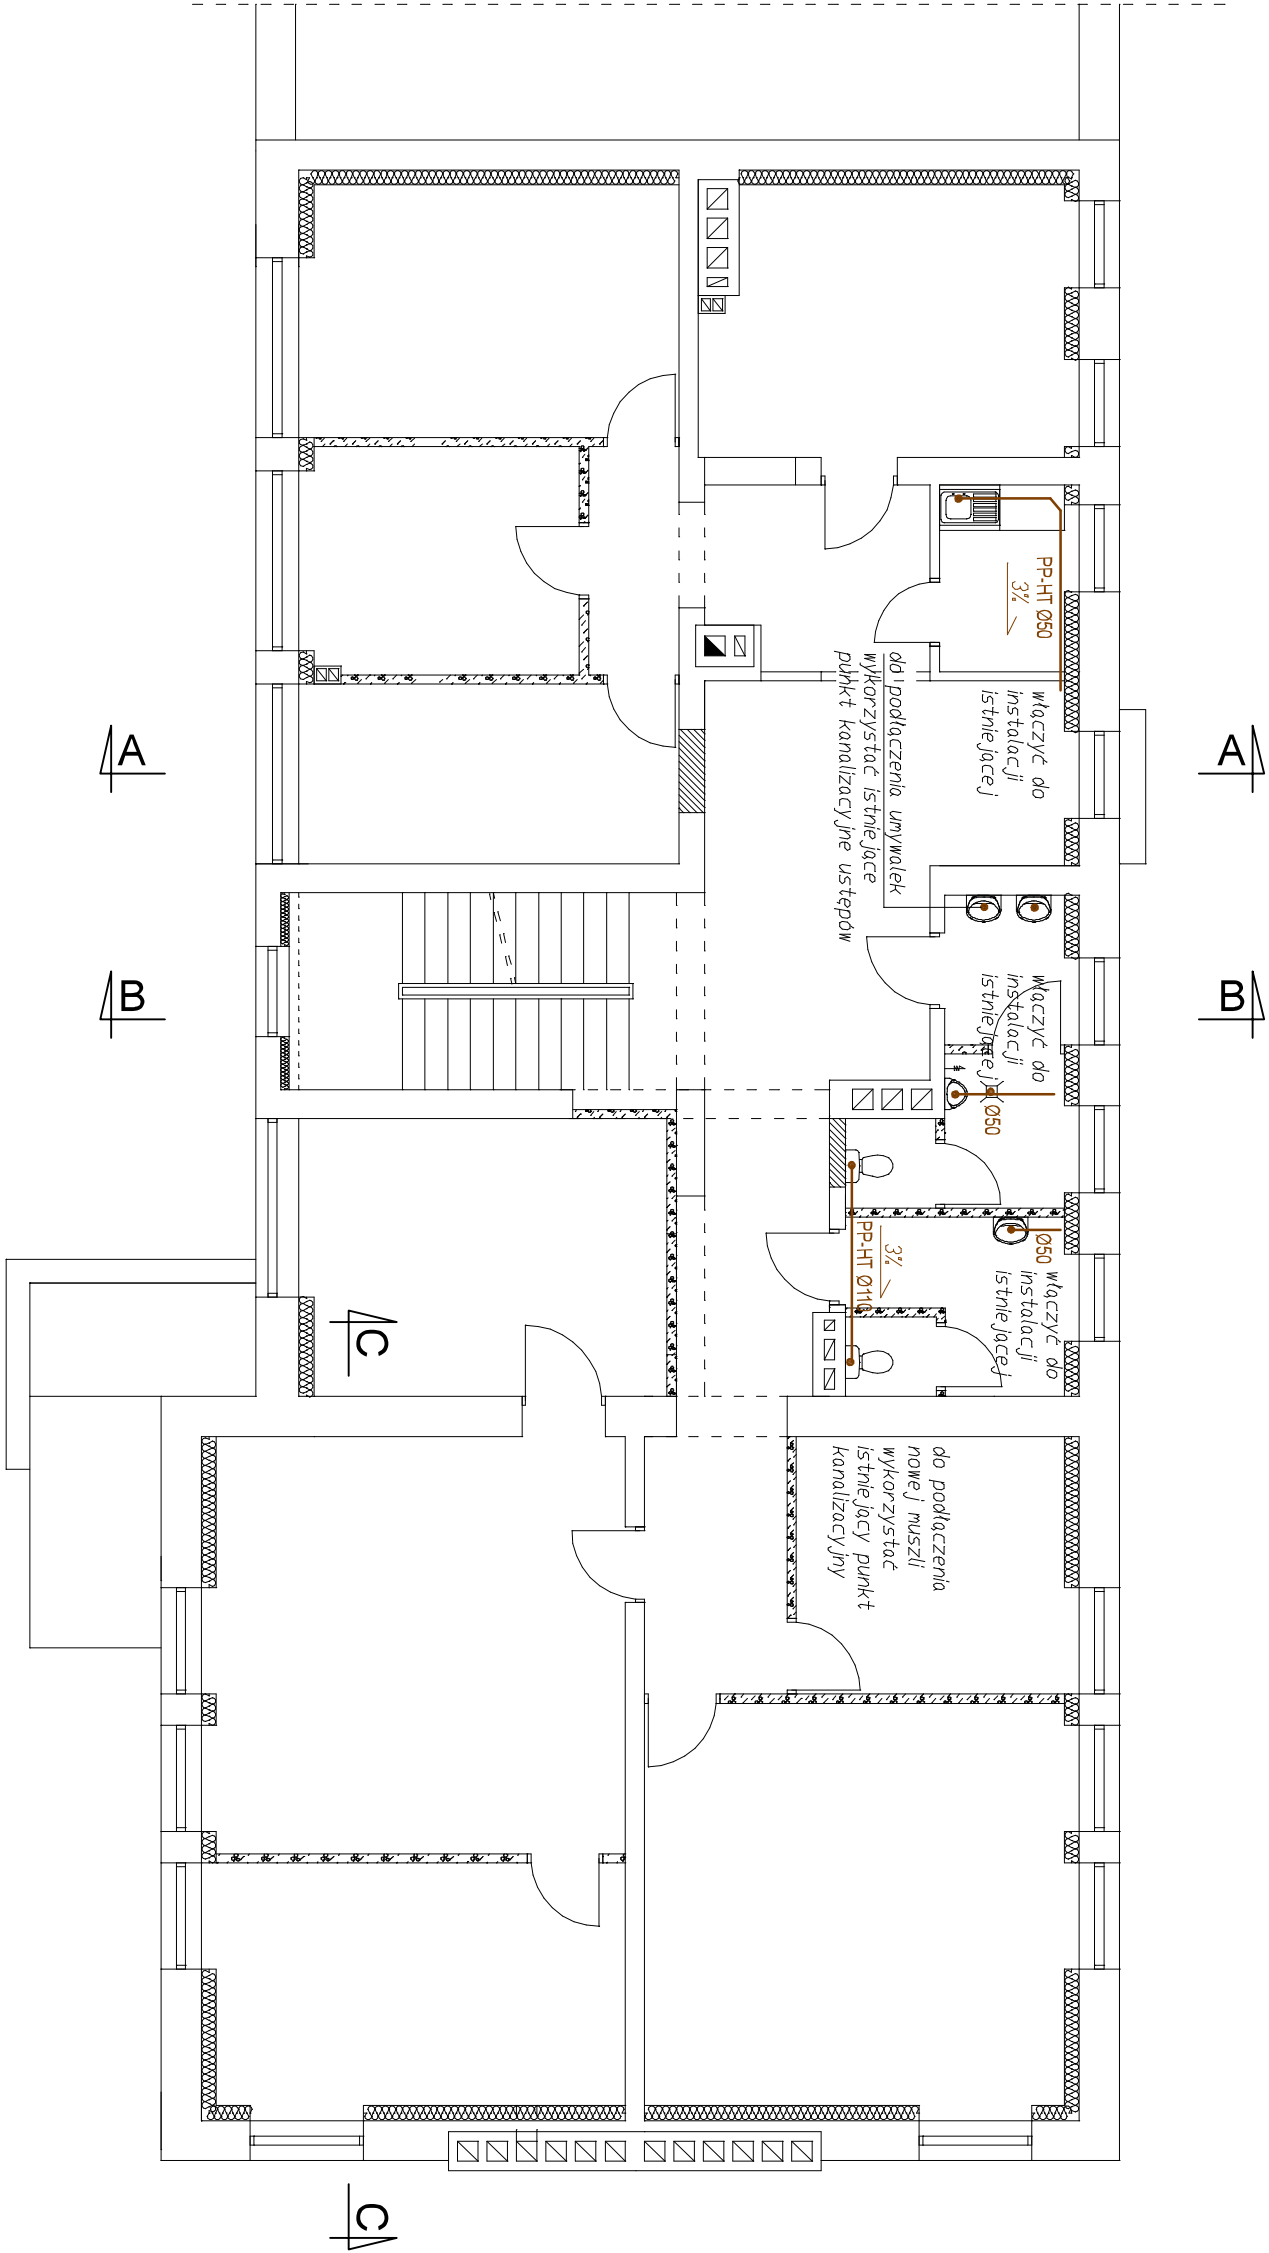 PP-HT Ø50
3%
włączyć do
instalacji
istniejącej
do podłączenia umywalek
wykorzystać istniejące
punkt kanalizacyjne ustępów
A
A
B
B
włączyć do
instalacji
istniejącej
Ø50
Ø50
włączyć do
instalacji
istniejącej
3%
PP-HT Ø110
C
do podłączenia
nowej muszli
wykorzystać
istniejący punkt
kanalizacyjny
C